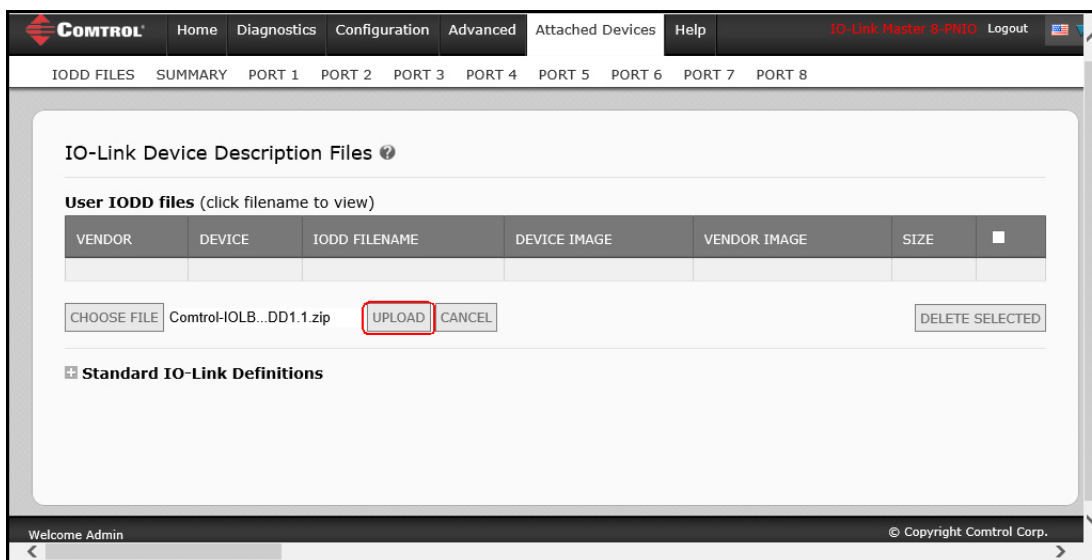 COMTROL® Home Diagnostics Configuration Advanced Attached Devices Help IO-Link Master 8-PNIO Logout
IODD FILES SUMMARY PORT 1 PORT 2 PORT 3 PORT 4 PORT 5 PORT 6 PORT 7 PORT 8
IO-Link Device Description Files ?
User IODD files (click filename to view)
VENDOR DEVICE IODD FILENAME DEVICE IMAGE VENDOR IMAGE SIZE
CHOOSE FILE Comtrol-IOLB...DD1.1.zip UPLOAD CANCEL DELETE SELECTED
Standard IO-Link Definitions
Welcome Admin © Copyright Comtrol Corp.